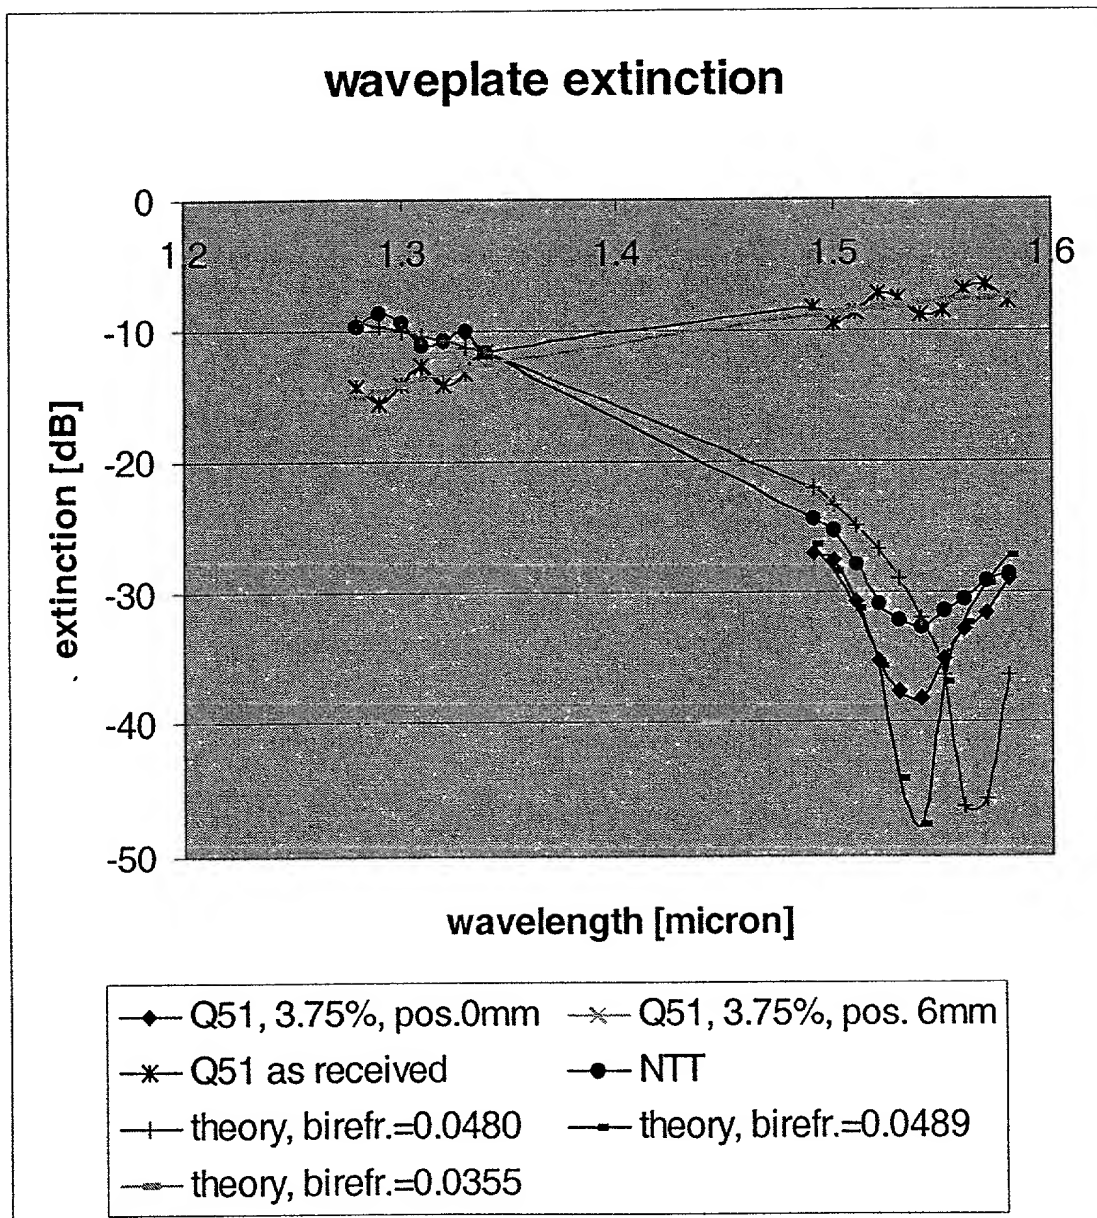 waveplate extinction
0
1.2 1.3 1.4 1.5 1.6
-10
-20
-30
-40
-50
extinction [dB]
wavelength [micron]
Q51, 3.75%, pos.0mm Q51, 3.75%, pos. 6mm
Q51 as received NTT
theory, birefr.=0.0480 theory, birefr.=0.0489
theory, birefr.=0.0355